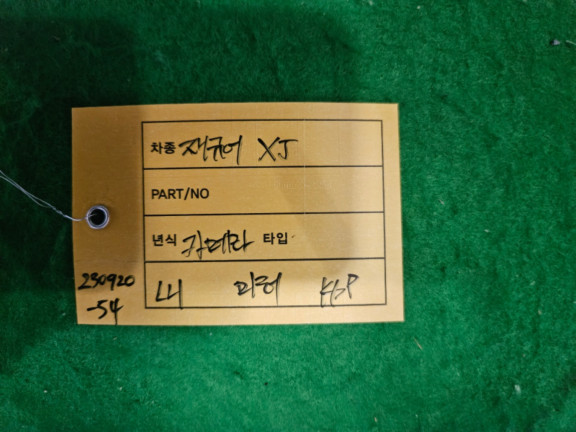 차종 재규어 XJ
PART/NO
년식 카메라 타입
LH 미러 K6P
230920
-54